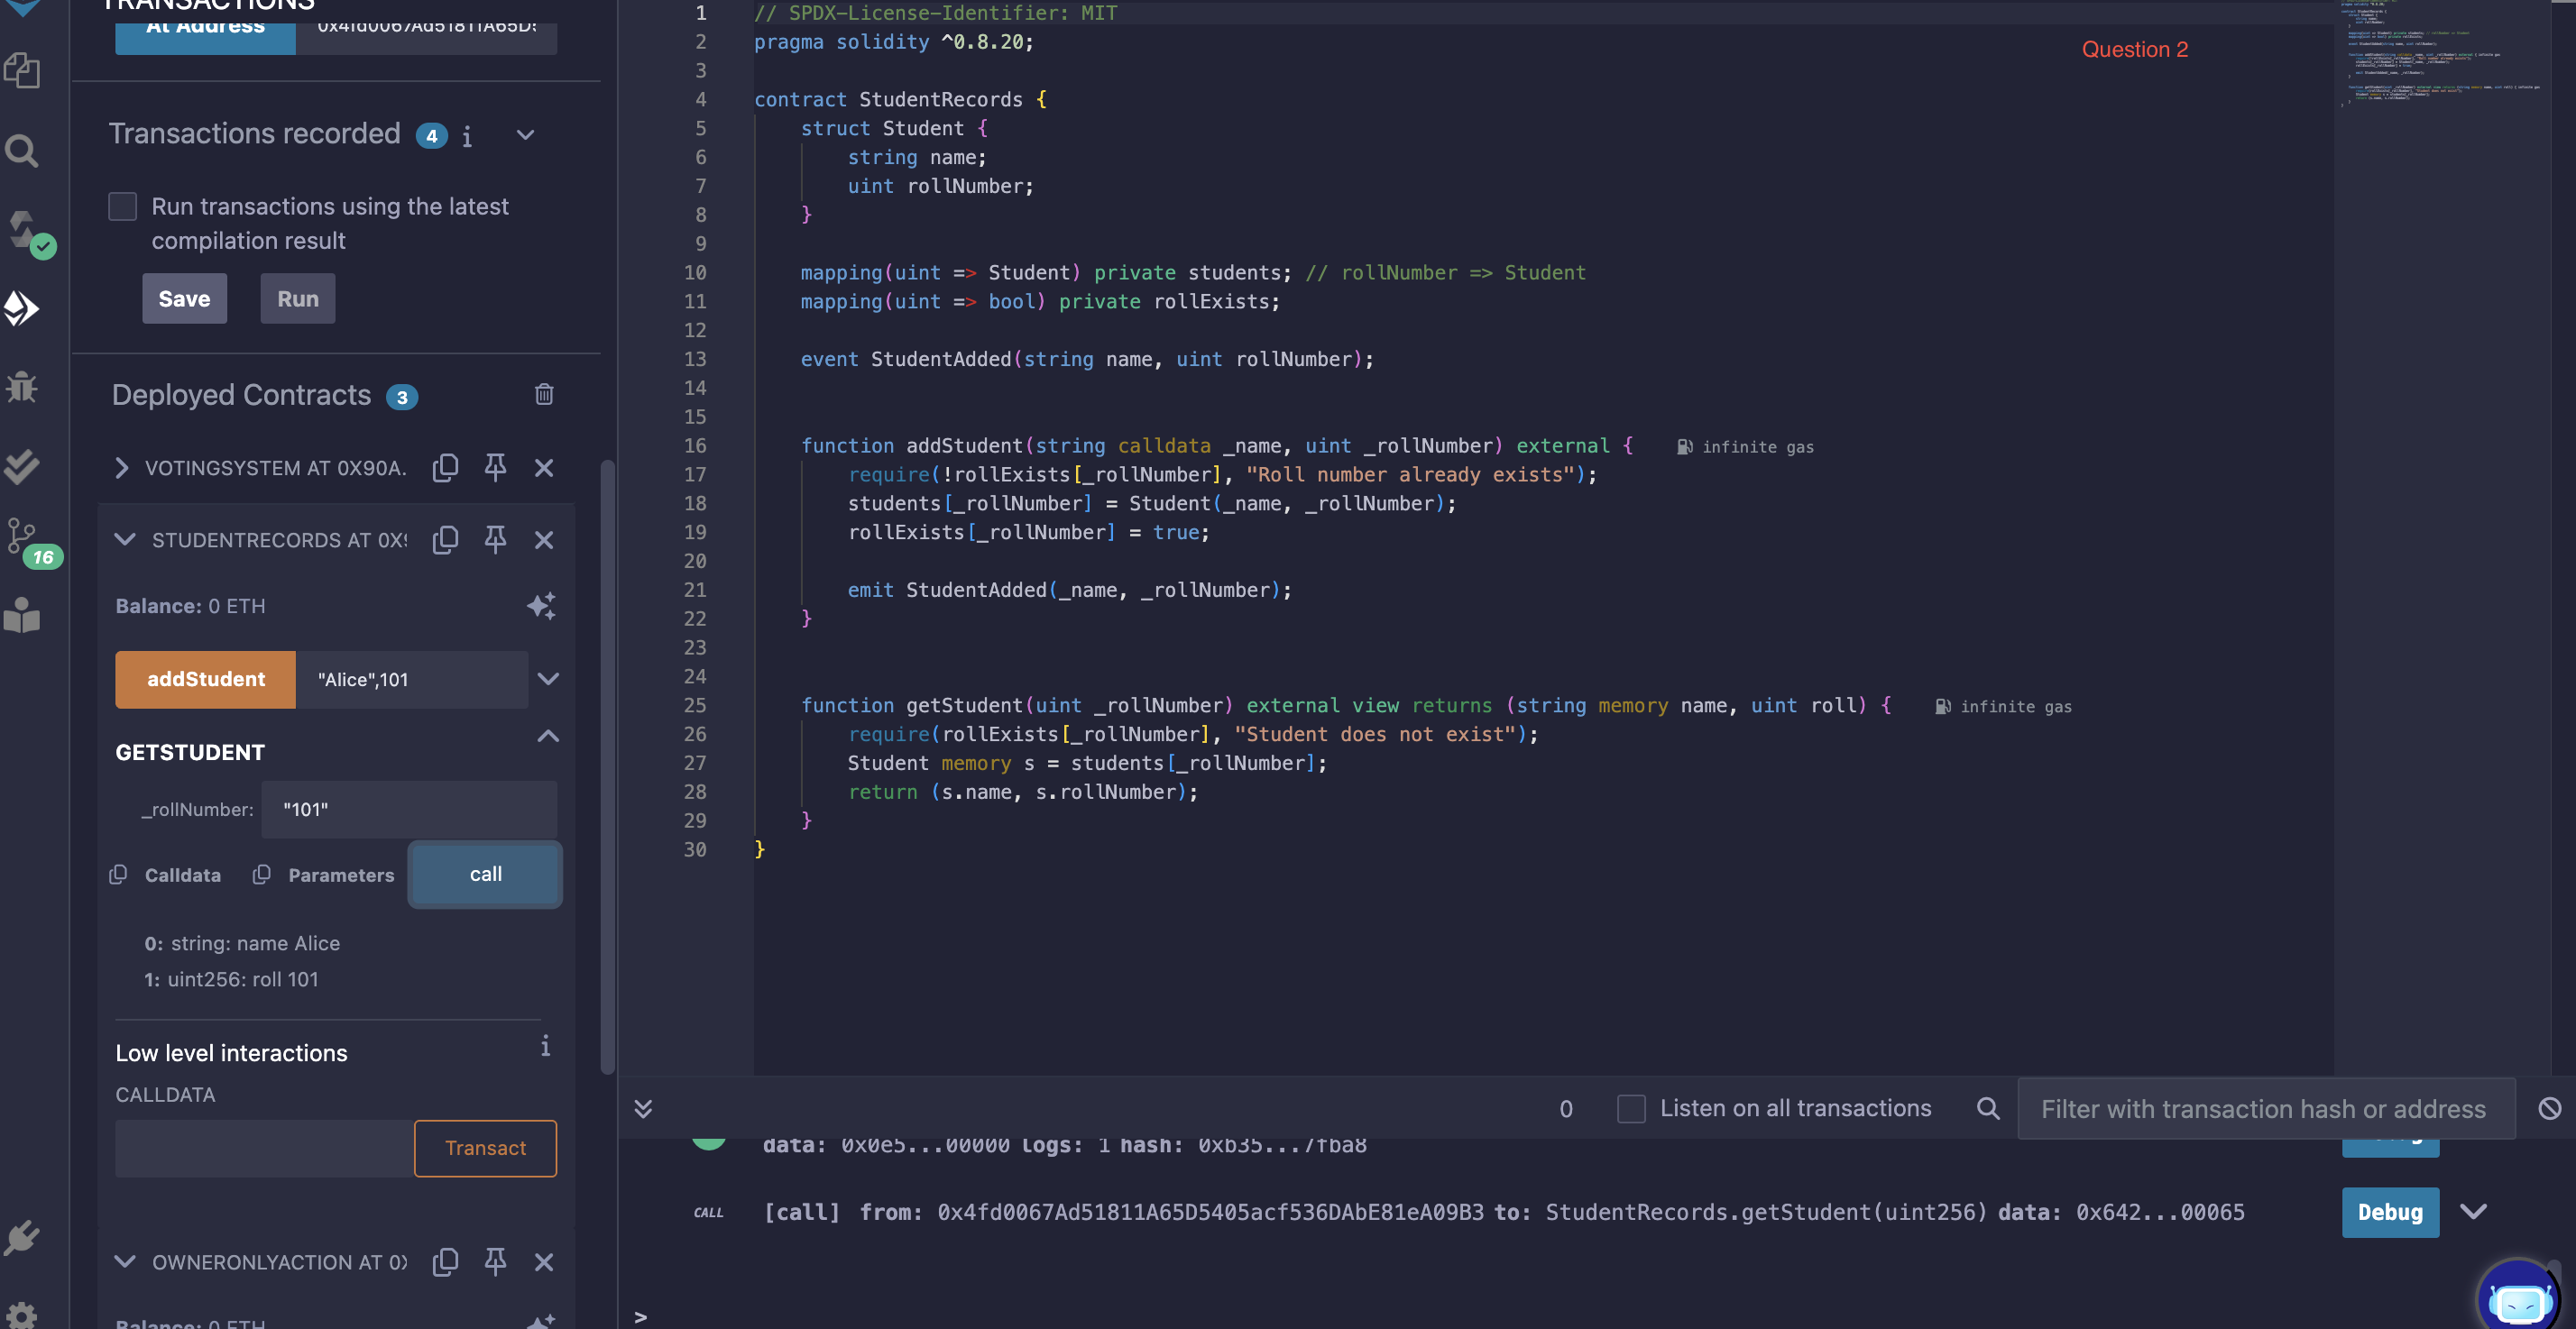 TRANSACTIONS
At Address
Transactions recorded 4 i
Run transactions using the latest
compilation result
Save Run
Deployed Contracts 3
VOTINGSYSTEM AT 0X90A.
STUDENTRECORDS AT 0X
16
Balance: 0 ETH
addStudent "Alice",101
GETSTUDENT
_rollNumber: "101"
Calldata Parameters call
0: string: name Alice
1: uint256: roll 101
Low level interactions i
CALLDATA
Transact
OWNERONLYACTION AT 0X
Balance: 0 ETH
1 // SPDX-License-Identifier: MIT
2 pragma solidity ^0.8.20;
Question 2
3
4 contract StudentRecords {
5 struct Student {
6 string name;
7 uint rollNumber;
8 }
9
10 mapping(uint => Student) private students; // rollNumber => Student
11 mapping(uint => bool) private rollExists;
12
13 event StudentAdded(string name, uint rollNumber);
14
15
16 function addStudent(string calldata _name, uint _rollNumber) external { infinite gas
17 require(!rollExists[_rollNumber], "Roll number already exists");
18 students[_rollNumber] = Student(_name, _rollNumber);
19 rollExists[_rollNumber] = true;
20
21 emit StudentAdded(_name, _rollNumber);
22 }
23
24
25 function getStudent(uint _rollNumber) external view returns (string memory name, uint roll) { infinite gas
26 require(rollExists[_rollNumber], "Student does not exist");
27 Student memory s = students[_rollNumber];
28 return (s.name, s.rollNumber);
29 }
30 }
0 Listen on all transactions Filter with transaction hash or address
data: 0x0e5...00000 logs: 1 hash: 0xb35...7fba8
CALL [call] from: 0x4fd0067Ad51811A65D5405acf536DAbE81eA09B3 to: StudentRecords.getStudent(uint256) data: 0x642...00065 Debug
>